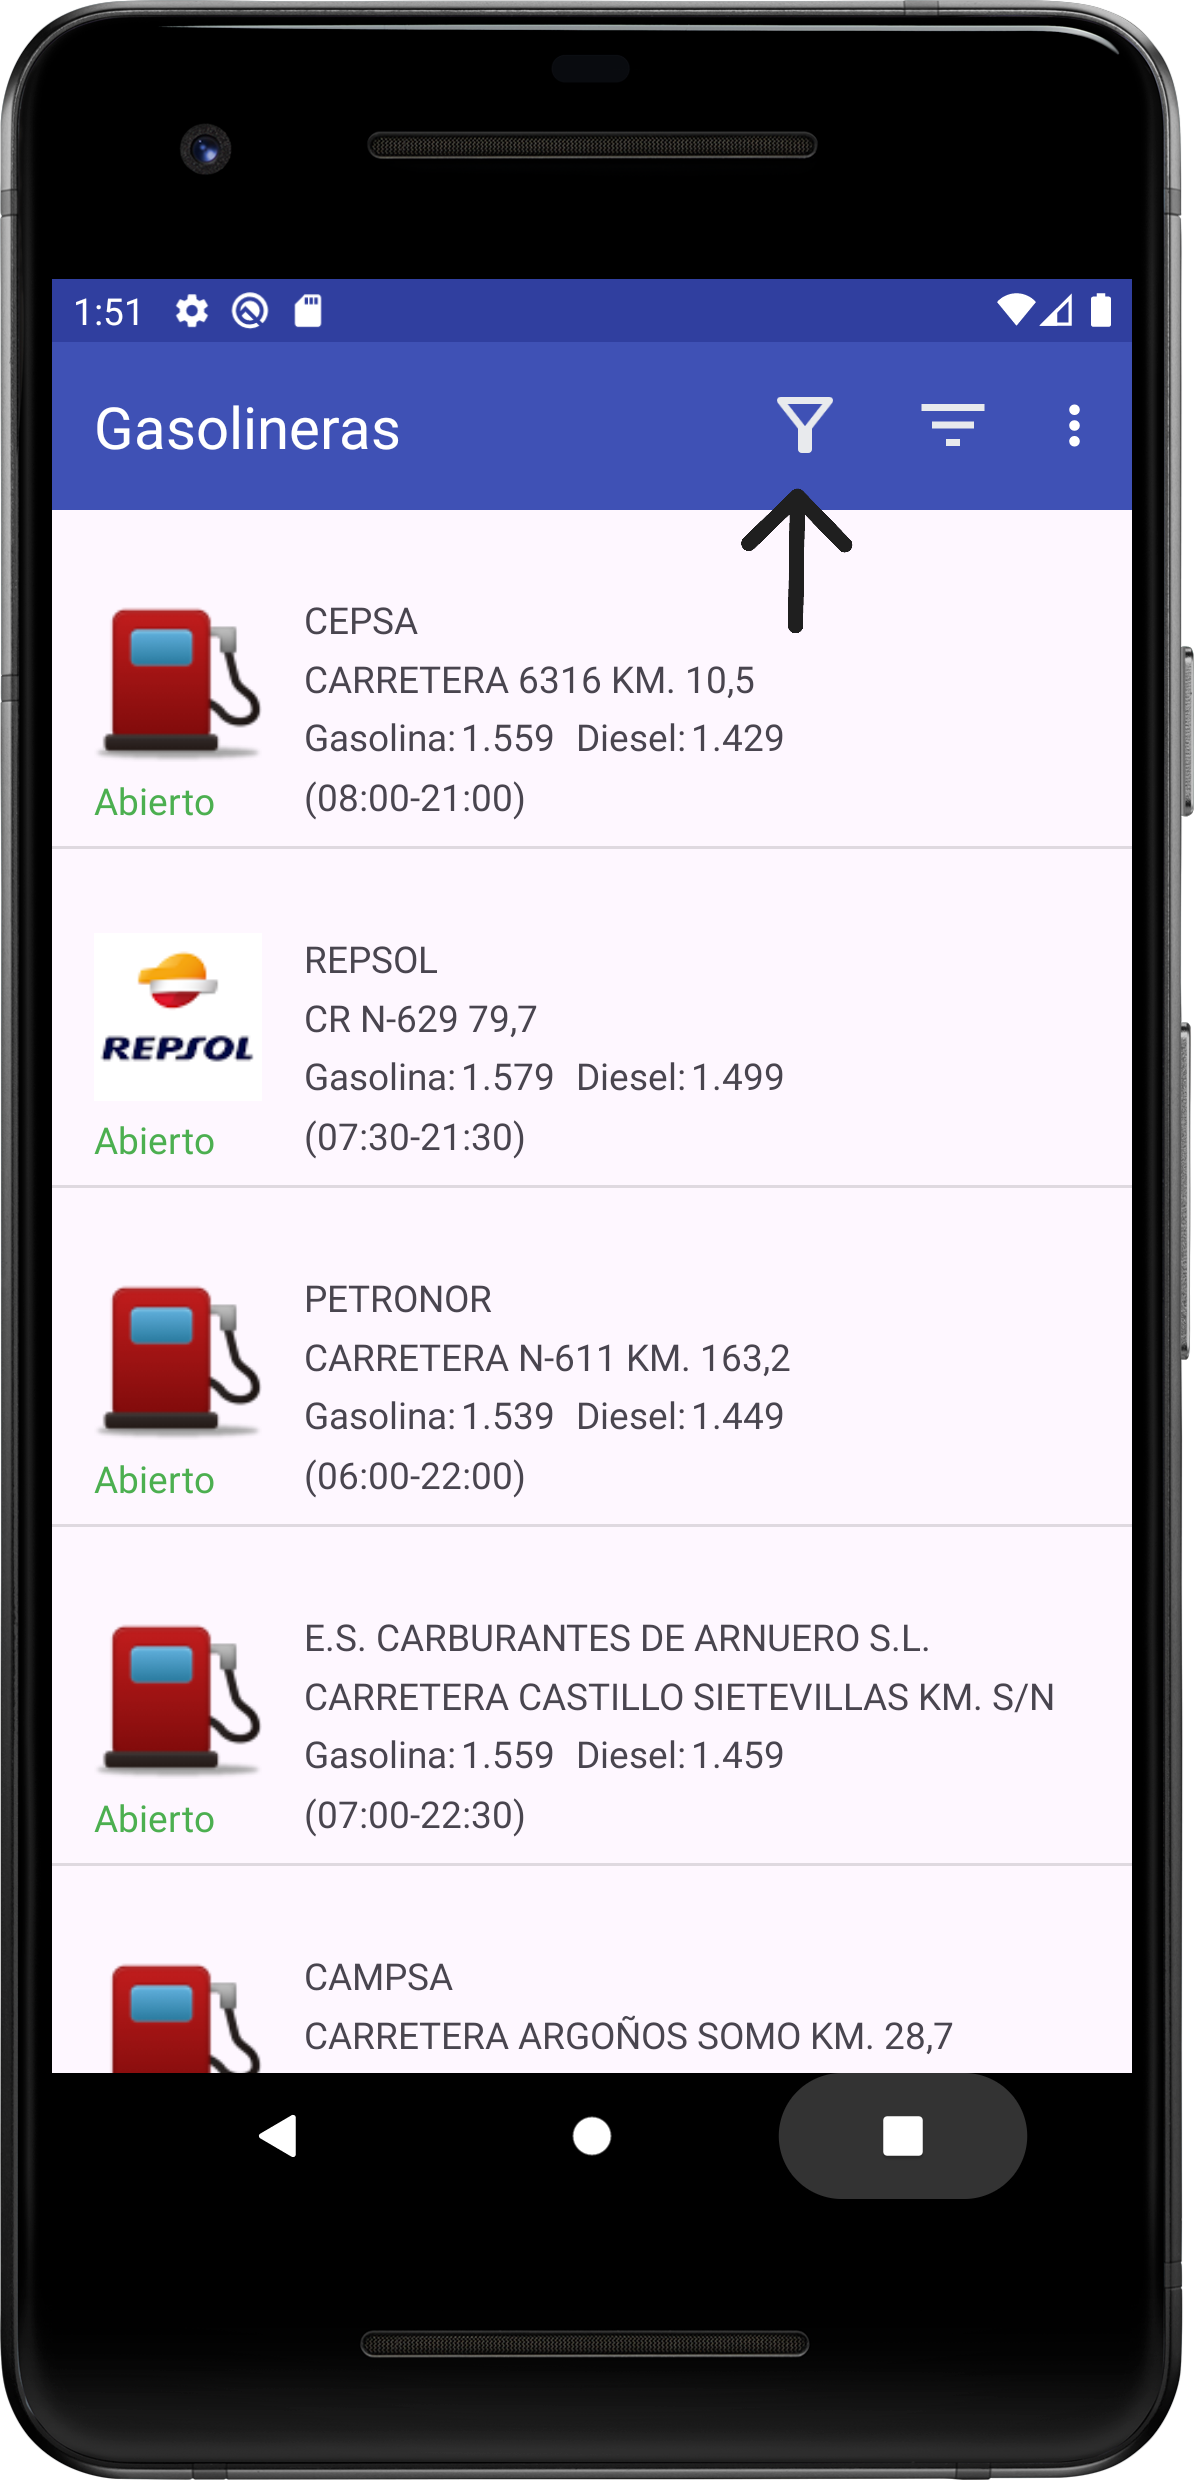 1:51
Gasolineras
CEPSA
CARRETERA 6316 KM. 10,5
Gasolina: 1.559 Diesel: 1.429
Abierto
(08:00-21:00)
REPSOL
REPSOL
CR N-629 79,7
Gasolina: 1.579 Diesel: 1.499
Abierto
(07:30-21:30)
PETRONOR
CARRETERA N-611 KM. 163,2
Gasolina: 1.539 Diesel: 1.449
Abierto
(06:00-22:00)
E.S. CARBURANTES DE ARNUERO S.L.
CARRETERA CASTILLO SIETEVILLAS KM. S/N
Gasolina: 1.559 Diesel: 1.459
Abierto
(07:00-22:30)
CAMPSA
CARRETERA ARGOÑOS SOMO KM. 28,7